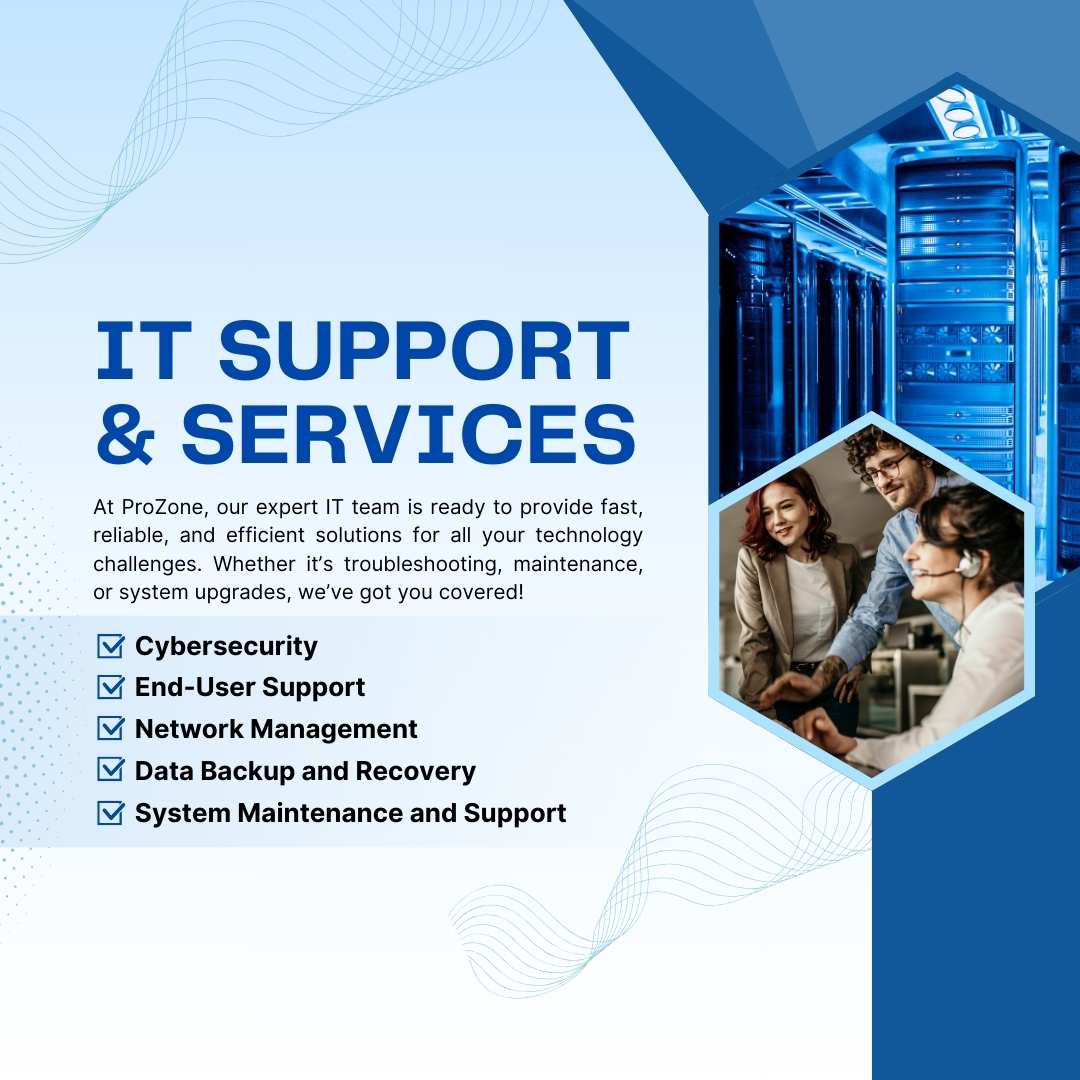 IT SUPPORT
& SERVICES
At ProZone, our expert IT team is ready to provide fast,
reliable, and efficient solutions for all your technology
challenges. Whether it’s troubleshooting, maintenance,
or system upgrades, we’ve got you covered!
Cybersecurity
End-User Support
Network Management
Data Backup and Recovery
System Maintenance and Support